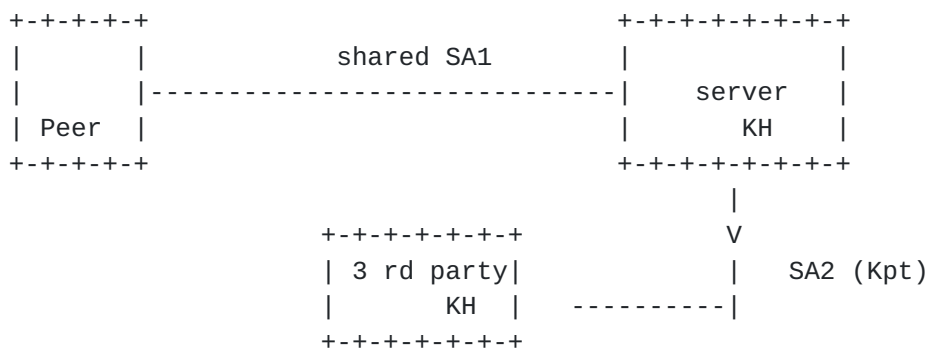 +-+-+-+-+                              +-+-+-+-+-+-+-+
|       |            shared SA1        |             |
|       |------------------------------|    server   |
| Peer  |                              |       KH    |
+-+-+-+-+                              +-+-+-+-+-+-+-+
                                              |
                    +-+-+-+-+-+-+             V
                    | 3 rd party|             |   SA2 (Kpt)
                    |       KH  |   ----------|
                    +-+-+-+-+-+-+